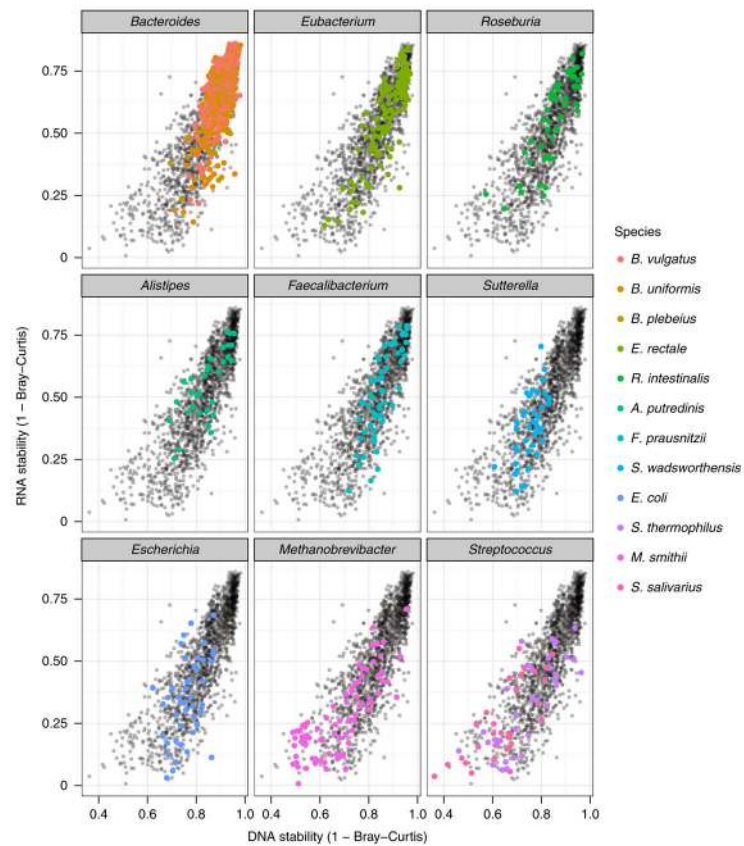 Bacteroides
Eubacterium
Roseburia
0.75
0.50
0.25
0
Alistipes
Faecalibacterium
Sutterella
0.75
0.50
0.25
0
Escherichia
Methanobrevibacter
Streptococcus
0.75
0.50
0.25
0
0.4 0.6 0.8 1.0 0.4 0.6 0.8 1.0 0.4 0.6 0.8 1.0
RNA stability (1 – Bray–Curtis)
DNA stability (1 – Bray–Curtis)
Species
B. vulgatus
B. uniformis
B. plebeius
E. rectale
R. intestinalis
A. putredinis
F. prausnitzii
S. wadsworthensis
E. coli
S. thermophilus
M. smithii
S. salivarius